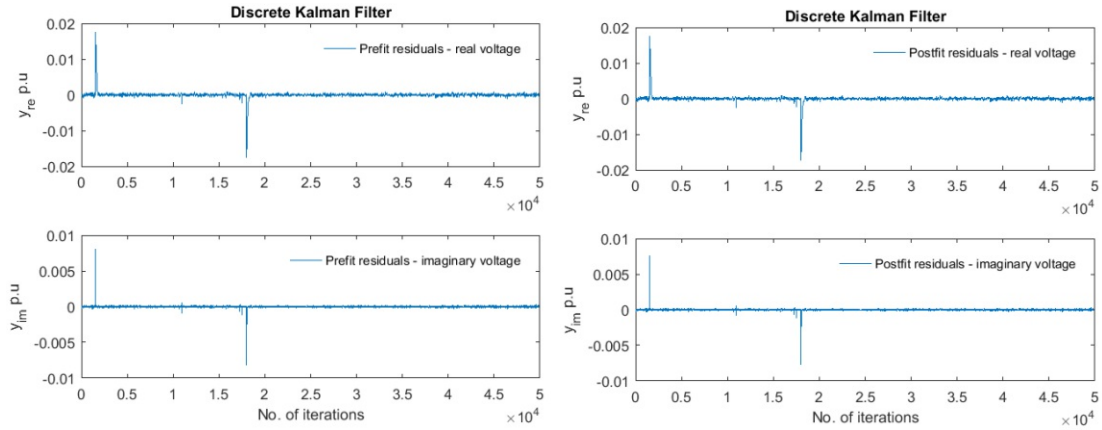 Discrete Kalman Filter
0.02
0.01
0
-0.01
-0.02
y_re p.u
Prefit residuals - real voltage
0 0.5 1 1.5 2 2.5 3 3.5 4 4.5 5
×10^4
0.01
0.005
0
-0.005
-0.01
y_im p.u
Prefit residuals - imaginary voltage
0 0.5 1 1.5 2 2.5 3 3.5 4 4.5 5
No. of iterations
×10^4
Discrete Kalman Filter
0.02
0.01
0
-0.01
-0.02
y_re p.u
Postfit residuals - real voltage
0 0.5 1 1.5 2 2.5 3 3.5 4 4.5 5
×10^4
0.01
0.005
0
-0.005
-0.01
y_im p.u
Postfit residuals - imaginary voltage
0 0.5 1 1.5 2 2.5 3 3.5 4 4.5 5
No. of iterations
×10^4